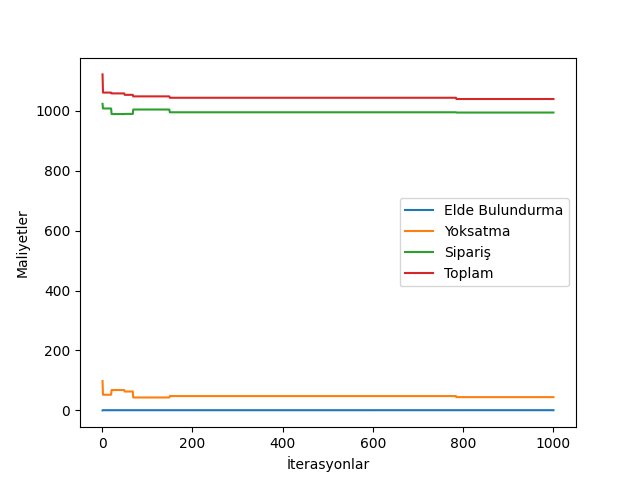 1000
800
600
400
200
0
Maliyetler
Elde Bulundurma
Yoksatma
Sipariş
Toplam
0 200 400 600 800 1000
İterasyonlar